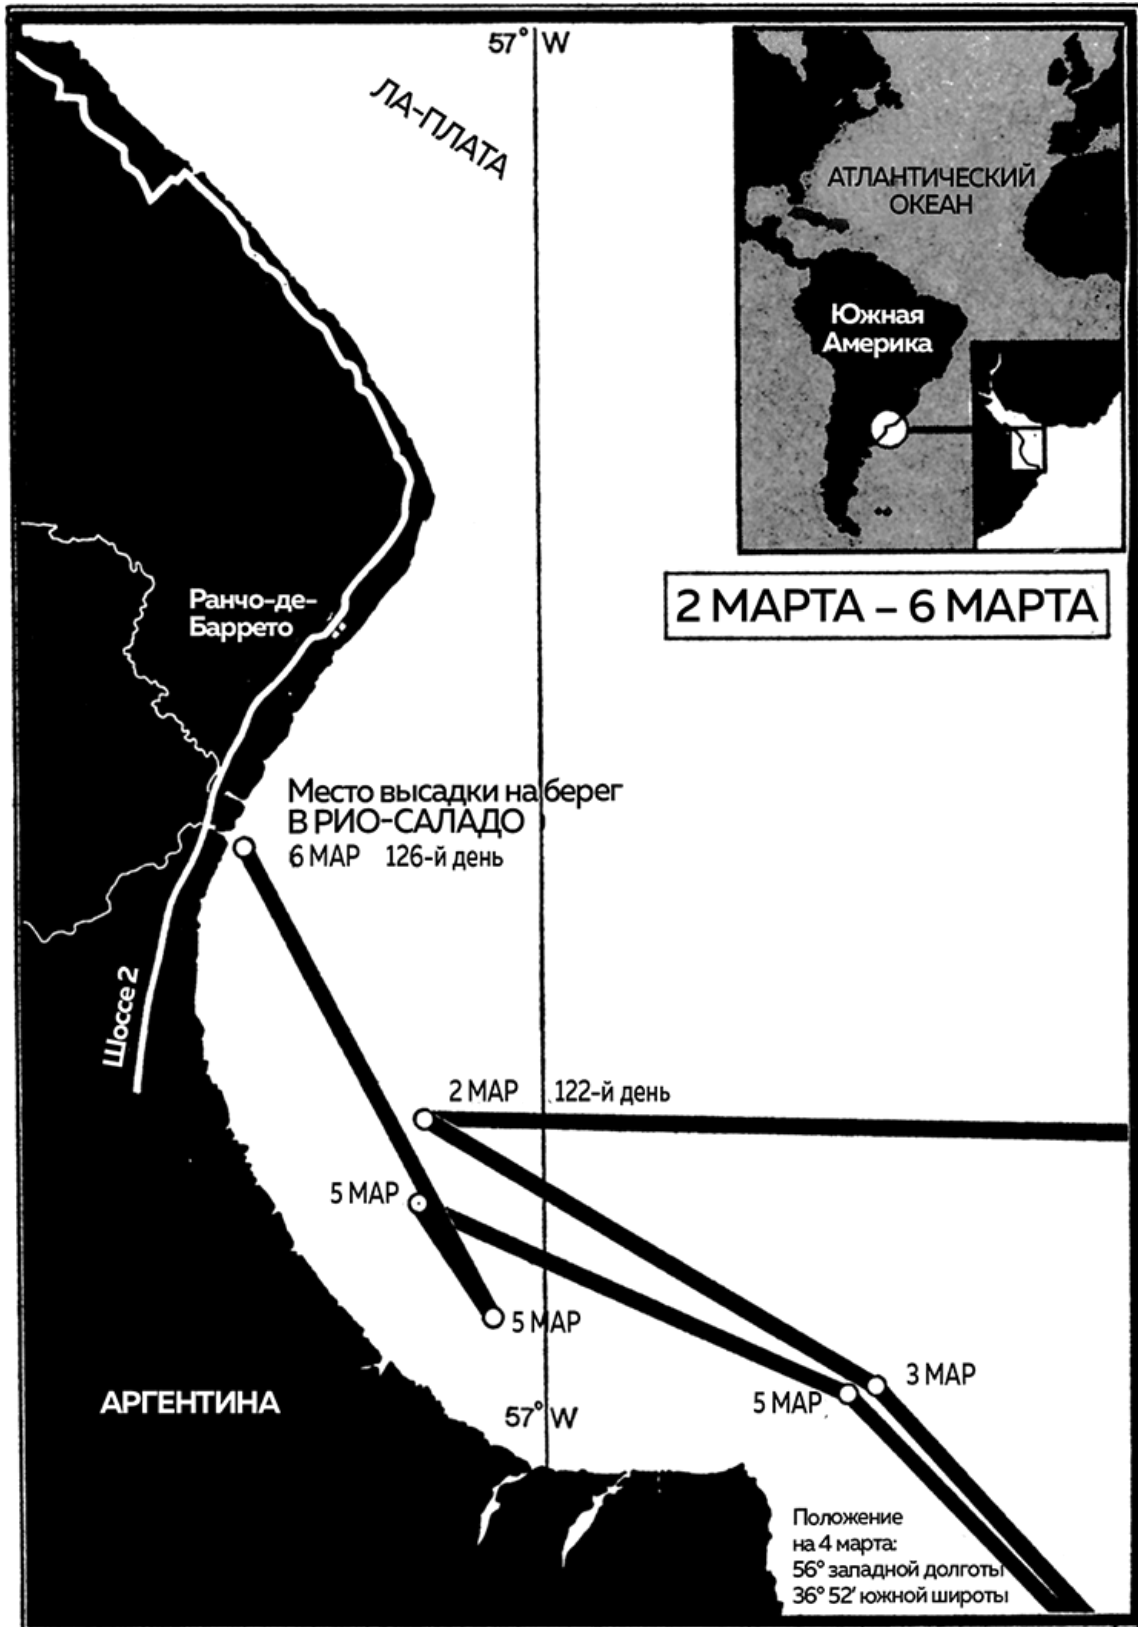 57° W
ЛА-ПЛАТА
АТЛАНТИЧЕСКИЙ
ОКЕАН
Южная
Америка
2 МАРТА – 6 МАРТА
Ранчо-де-
Баррето
Место высадки на берег
В РИО-САЛАДО
6 МАР 126-й день
Шоссе 2
2 МАР 122-й день
5 МАР
5 МАР
3 МАР
5 МАР
АРГЕНТИНА
57° W
Положение
на 4 марта:
56° западной долготы
36° 52' южной широты